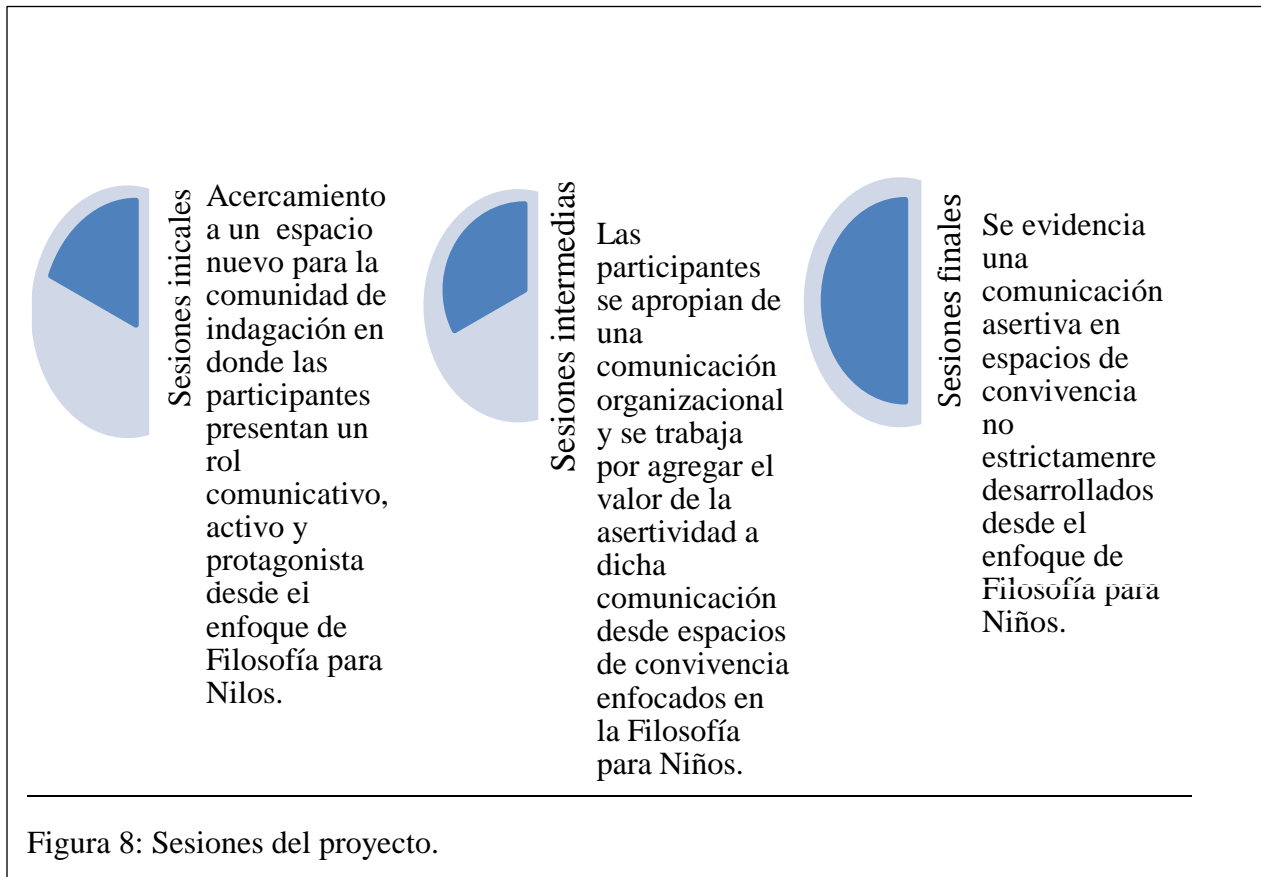 Sesiones inicales
Acercamiento
a un espacio
nuevo para la
comunidad de
indagación en
donde las
participantes
presentan un
rol
comunicativo,
activo y
protagonista
desde el
enfoque de
Filosofía para
Nilos.
Sesiones intermedias
Las
participantes
se apropian de
una
comunicación
organizacional
y se trabaja
por agregar el
valor de la
asertividad a
dicha
comunicación
desde espacios
de convivencia
enfocados en
la Filosofía
para Niños.
Sesiones finales
Se evidencia
una
comunicación
asertiva en
espacios de
convivencia
no
estrictamenre
desarrollados
desde el
enfoque de
Filosofía para
Niños.
Figura 8: Sesiones del proyecto.